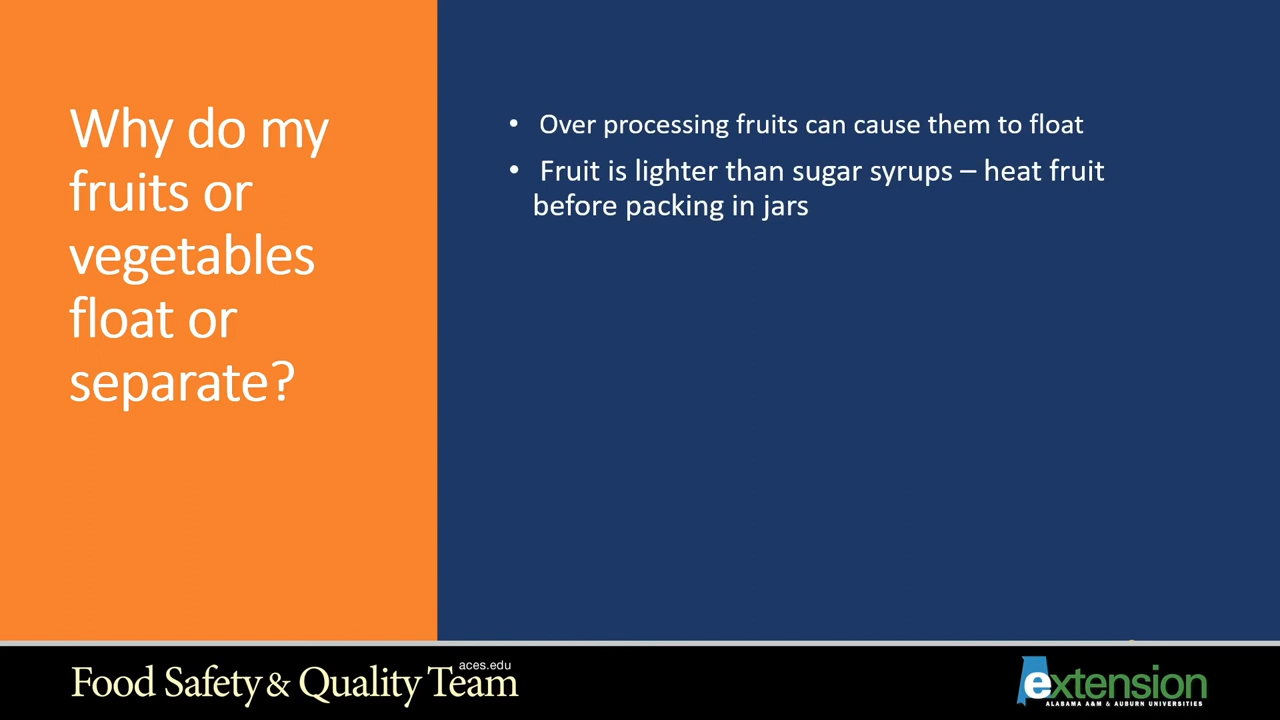 Why do my
fruits or
vegetables
float or
separate?
• Over processing fruits can cause them to float
• Fruit is lighter than sugar syrups – heat fruit
before packing in jars
Food Safety & Quality Team
aces.edu
extension
ALABAMA A&M & AUBURN UNIVERSITIES